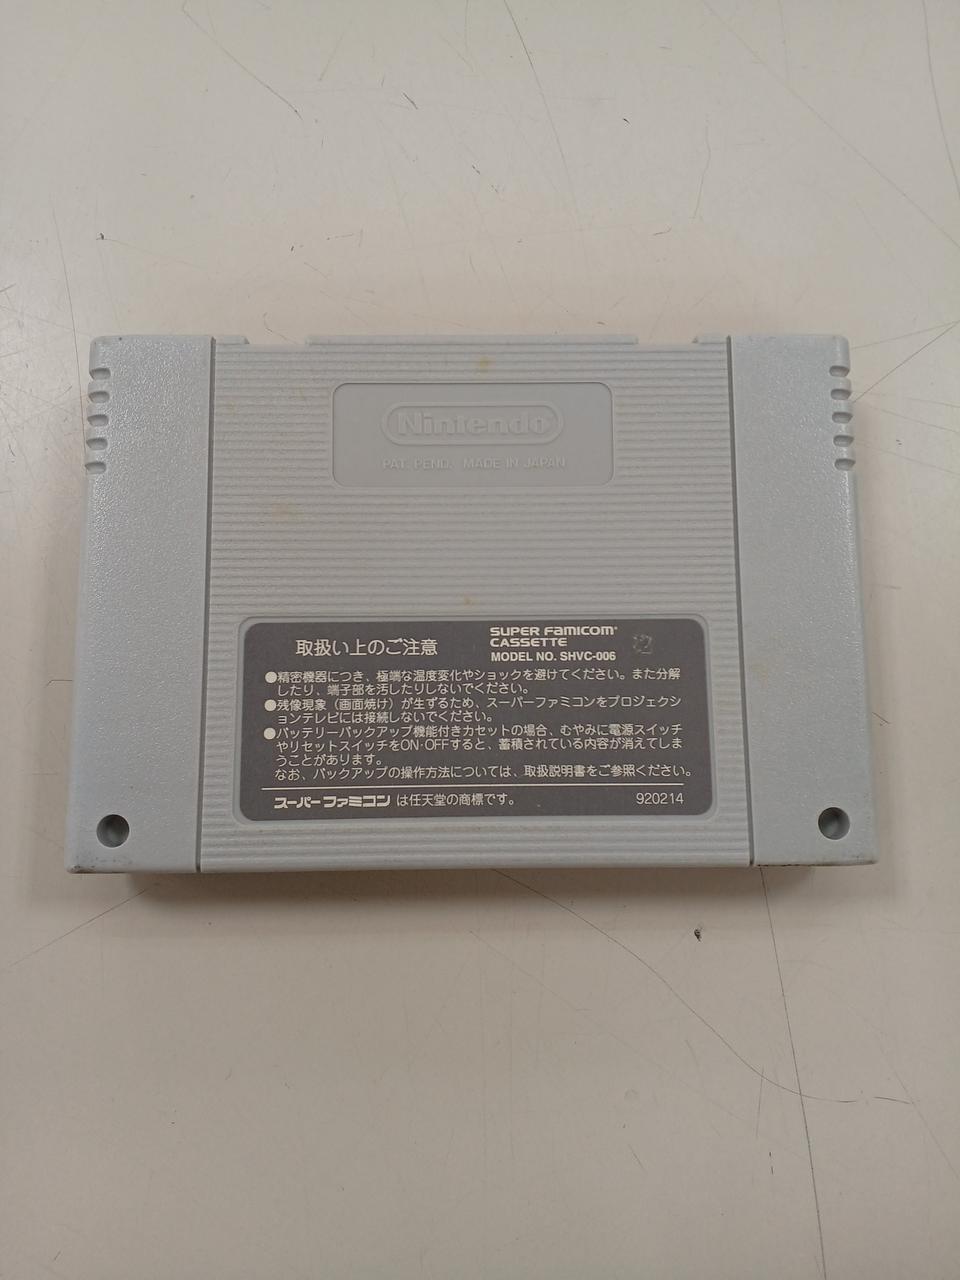 Nintendo
PAT. PEND. MADE IN JAPAN
取扱い上のご注意
SUPER FAMICOM
CASSETTE
MODEL NO. SHVC-006
●精密機器につき、極端な温度変化やショックを避けてください。また分解
したり、端子部を汚したりしないでください。
●残像現象（画面焼け）が生ずるため、スーパーファミコンをプロジェクシ
ョンテレビには接続しないでください。
●バッテリーバックアップ機能付きカセットの場合、むやみに電源スイッチ
やリセットスイッチをON・OFFすると、蓄積されている内容が消えてしま
うことがあります。
なお、バックアップの操作方法については、取扱説明書をご参照ください。
スーパーファミコン は任天堂の商標です。
920214